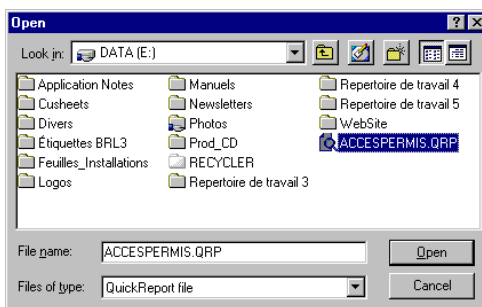 Open
Look in: DATA (E:)
Application Notes Manuels Repertoire de travail 4
Cusheets Newsletters Repertoire de travail 5
Divers Photos WebSite
Étiquettes BRL3 Prod_CD ACCESPERMIS.QRP
Feuilles_Installations RECYCLER
Logos Repertoire de travail 3
File name: ACCESPERMIS.QRP Open
Files of type: QuickReport file Cancel